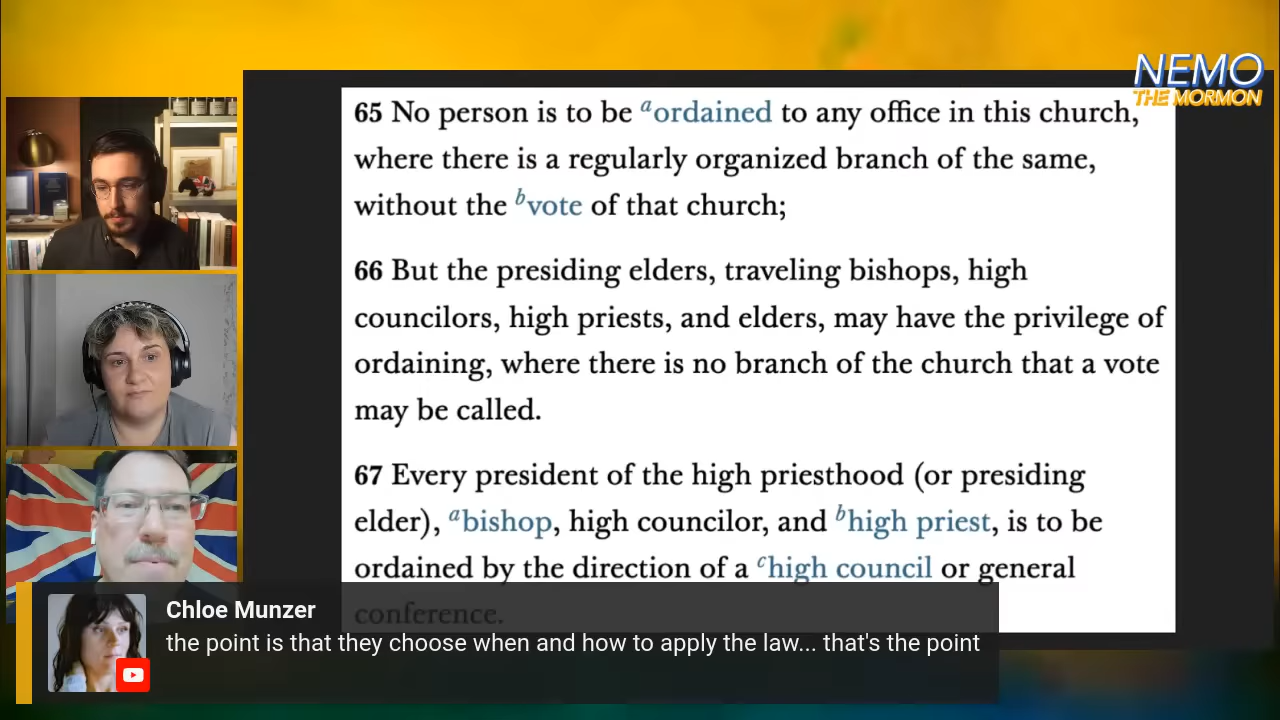 NEMO
THE MORMON
65 No person is to be ᵃordained to any office in this church,
where there is a regularly organized branch of the same,
without the ᵇvote of that church;
66 But the presiding elders, traveling bishops, high
councilors, high priests, and elders, may have the privilege of
ordaining, where there is no branch of the church that a vote
may be called.
67 Every president of the high priesthood (or presiding
elder), ᵃbishop, high councilor, and ᵇhigh priest, is to be
ordained by the direction of a ᶜhigh council or general
conference.
Chloe Munzer
the point is that they choose when and how to apply the law... that's the point